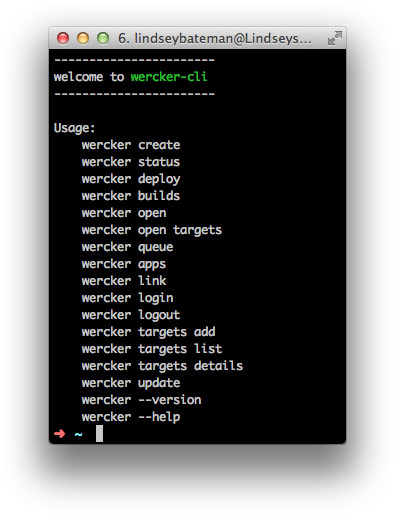 6. lindseybateman@Lindseys...
-----------------------
welcome to wercker-cli
-----------------------
Usage:
wercker create
wercker status
wercker deploy
wercker builds
wercker open
wercker open targets
wercker queue
wercker apps
wercker link
wercker login
wercker logout
wercker targets add
wercker targets list
wercker targets details
wercker update
wercker --version
wercker --help
➜ ~